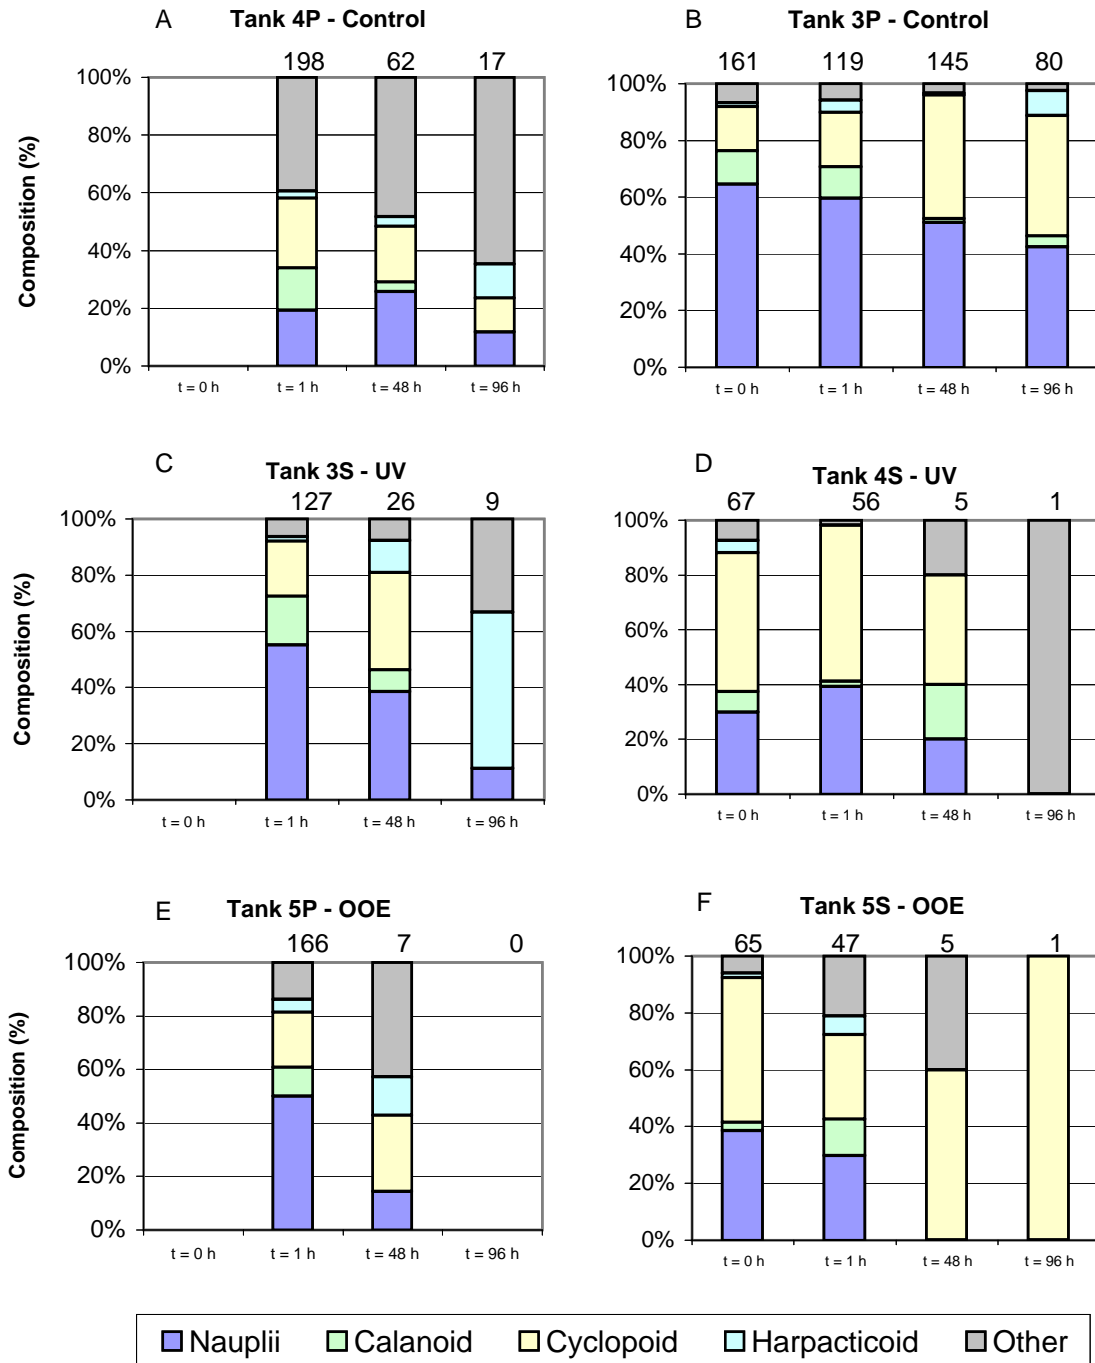 A Tank 4P - Control
198 62 17
Composition (%)
100%
80%
60%
40%
20%
0%
t = 0 h t = 1 h t = 48 h t = 96 h
B Tank 3P - Control
161 119 145 80
100%
80%
60%
40%
20%
0%
t = 0 h t = 1 h t = 48 h t = 96 h
C Tank 3S - UV
127 26 9
Composition (%)
100%
80%
60%
40%
20%
0%
t = 0 h t = 1 h t = 48 h t = 96 h
D Tank 4S - UV
67 56 5 1
100%
80%
60%
40%
20%
0%
t = 0 h t = 1 h t = 48 h t = 96 h
E Tank 5P - OOE
166 7 0
Composition (%)
100%
80%
60%
40%
20%
0%
t = 0 h t = 1 h t = 48 h t = 96 h
F Tank 5S - OOE
65 47 5 1
100%
80%
60%
40%
20%
0%
t = 0 h t = 1 h t = 48 h t = 96 h
Nauplii Calanoid Cyclopoid Harpacticoid Other